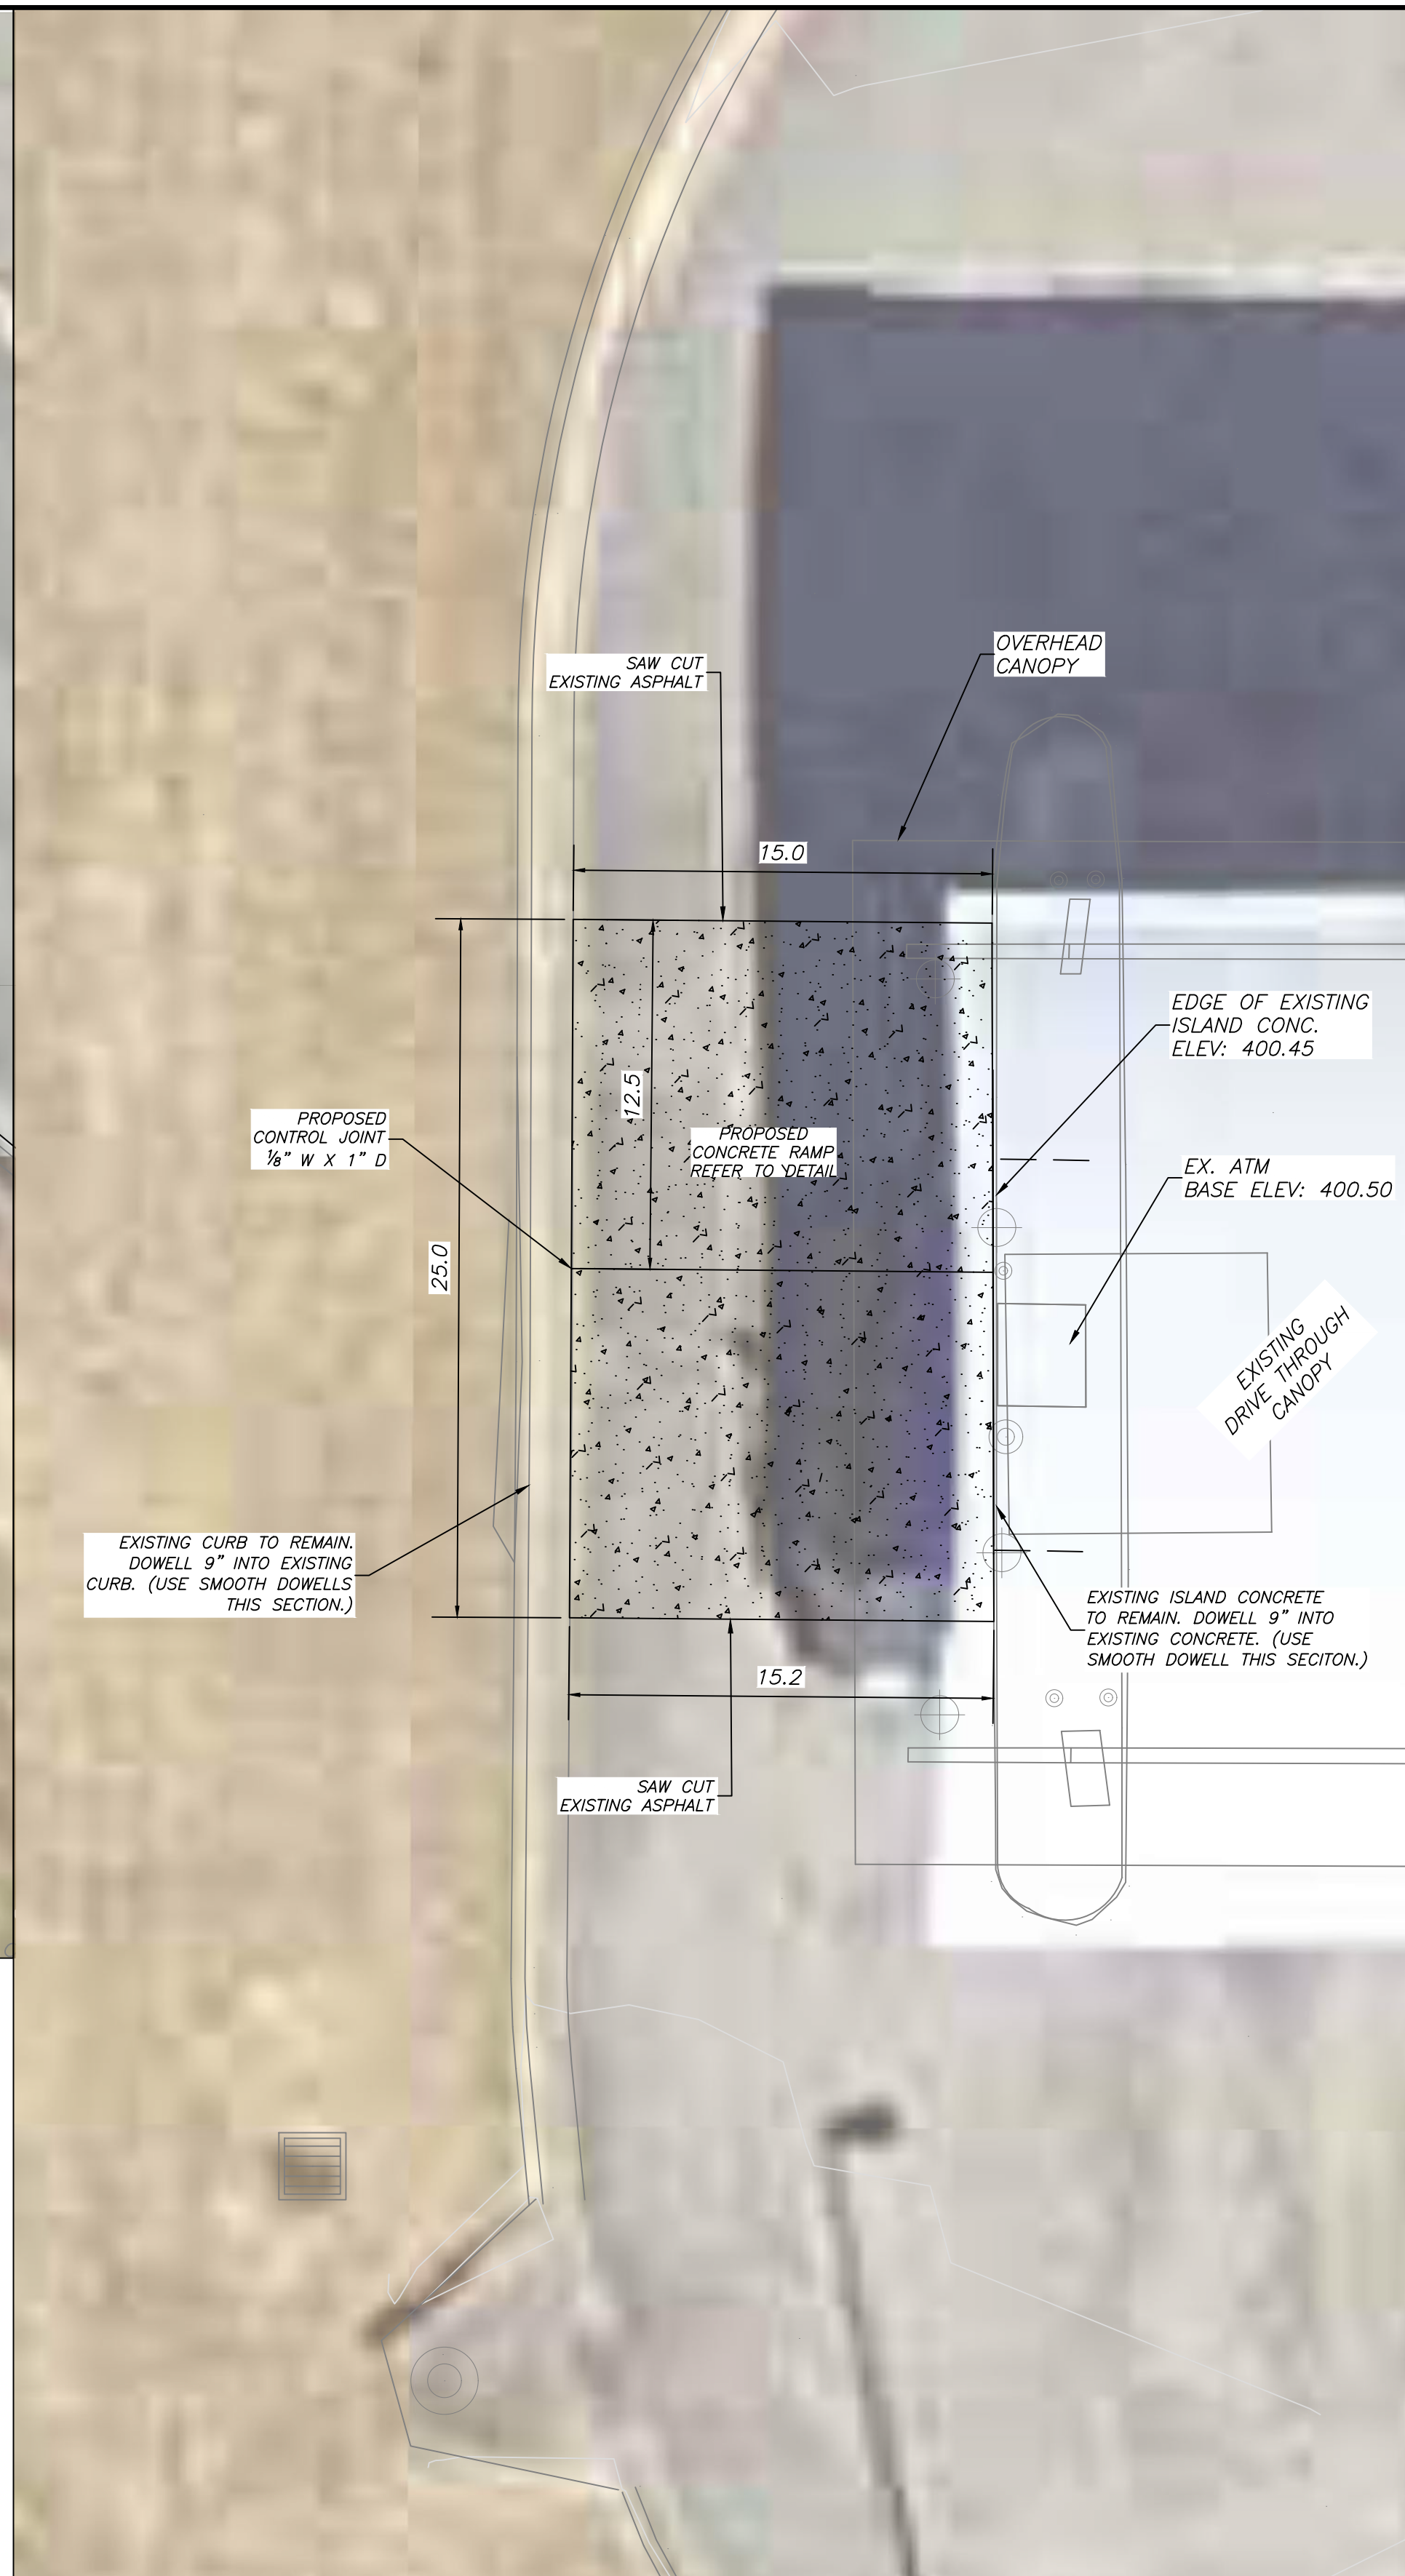 SAW CUT
EXISTING ASPHALT
OVERHEAD
CANOPY
15.0
EDGE OF EXISTING
ISLAND CONC.
ELEV: 400.45
12.5
PROPOSED
CONTROL JOINT
⅛" W X 1" D
PROPOSED
CONCRETE RAMP
REFER TO DETAIL
EX. ATM
BASE ELEV: 400.50
25.0
EXISTING
DRIVE THROUGH
CANOPY
EXISTING CURB TO REMAIN.
DOWELL 9" INTO EXISTING
CURB. (USE SMOOTH DOWELLS
THIS SECTION.)
EXISTING ISLAND CONCRETE
TO REMAIN. DOWELL 9" INTO
EXISTING CONCRETE. (USE
SMOOTH DOWELL THIS SECITON.)
15.2
SAW CUT
EXISTING ASPHALT